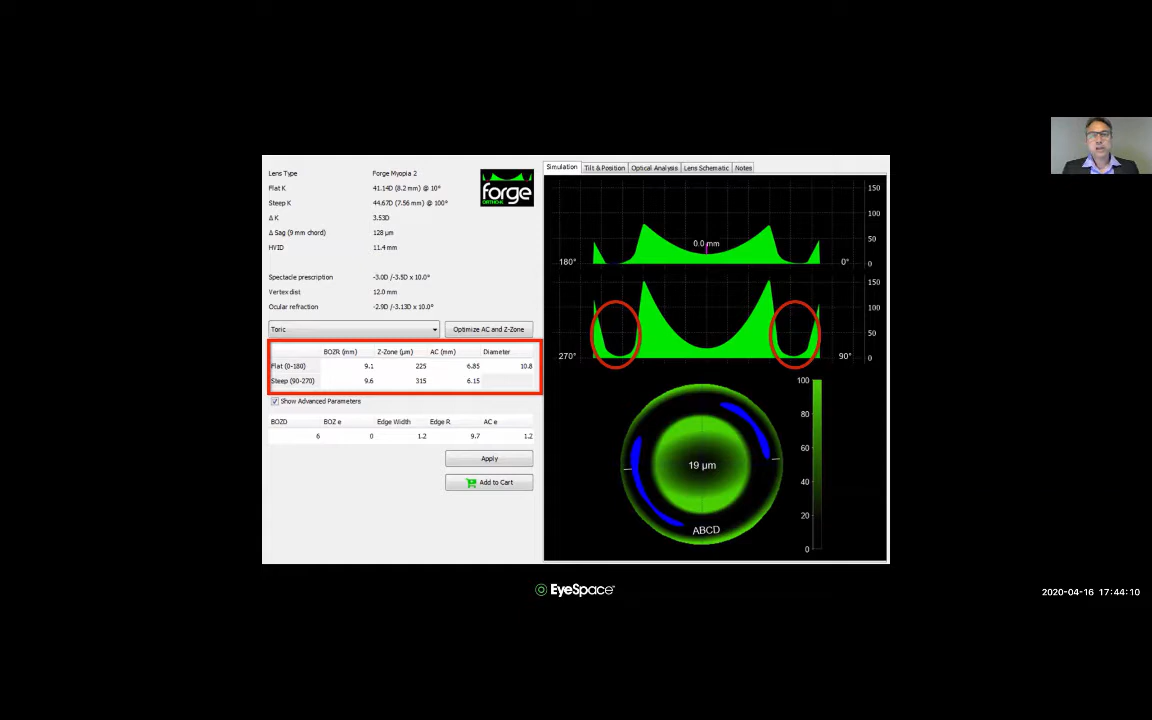 Lens Type Forge Myopia 2
Flat K 41.14D (8.2 mm) @ 10°
Steep K 44.67D (7.56 mm) @ 100°
Δ K 3.53D
Δ Sag (9 mm chord) 128 µm
HVID 11.4 mm
forge
ORTHO-K
Spectacle prescription -3.0D /-3.5D x 10.0°
Vertex dist 12.0 mm
Ocular refraction -2.9D /-3.13D x 10.0°
Toric Optimize AC and Z-Zone
BOZR (mm) Z-Zone (µm) AC (mm) Diameter
Flat (0-180) 9.1 225 6.85 10.8
Steep (90-270) 9.6 315 6.15
Show Advanced Parameters
BOZD BOZ e Edge Width Edge R AC e
6 0 1.2 9.7 1.2
Apply
Add to Cart
Simulation Tilt & Position Optical Analysis Lens Schematic Notes
150
100
50
0
0.0 mm
180° 0°
150
100
50
0
270° 90°
100
80
60
40
20
0
19 µm
ABCD
EyeSpace™
2020-04-16 17:44:10